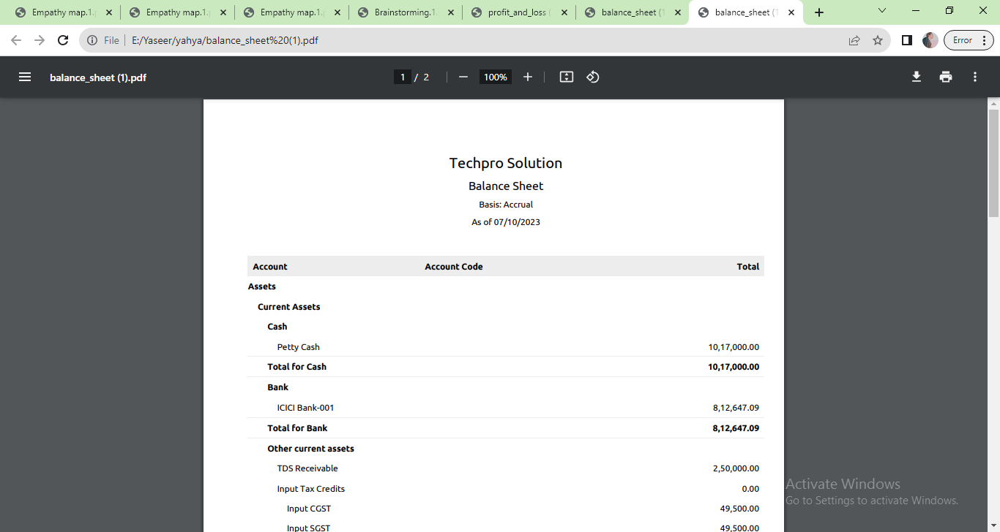 Empathy map.1.p Empathy map.1.p Empathy map.1.p Brainstorming.1. profit_and_loss ( balance_sheet (1 balance_sheet (1
File E:/Yaseer/yahya/balance_sheet%20(1).pdf Error
balance_sheet (1).pdf 1 / 2 100%
Techpro Solution
Balance Sheet
Basis: Accrual
As of 07/10/2023
Account Account Code Total
Assets
Current Assets
Cash
Petty Cash 10,17,000.00
Total for Cash 10,17,000.00
Bank
ICICI Bank-001 8,12,647.09
Total for Bank 8,12,647.09
Other current assets
TDS Receivable 2,50,000.00
Input Tax Credits 0.00
Input CGST 49,500.00
Input SGST 49,500.00
Activate Windows
Go to Settings to activate Windows.